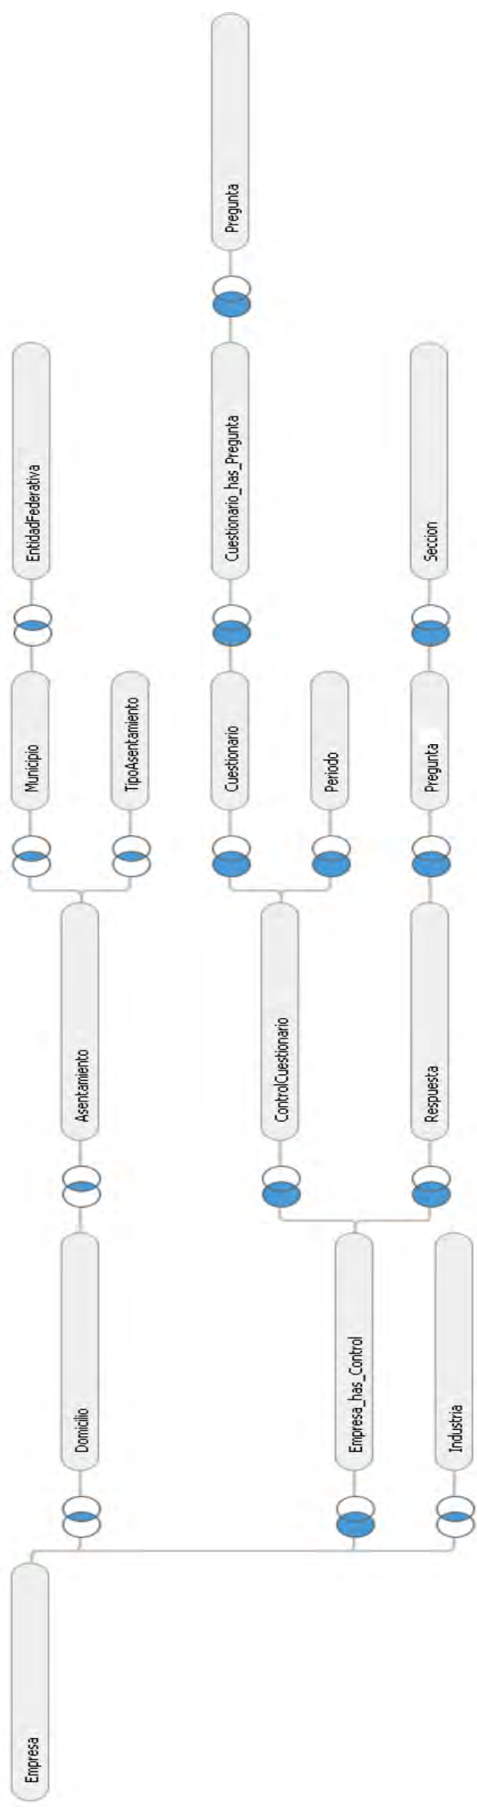 Empresa
Domicilio
Asentamiento
Municipio
EntidadFederativa
TipoAsentamiento
Empresa_has_Control
ControlCuestionario
Cuestionario
Cuestionario_has_Pregunta
Pregunta
Periodo
Respuesta
Pregunta
Seccion
Industria